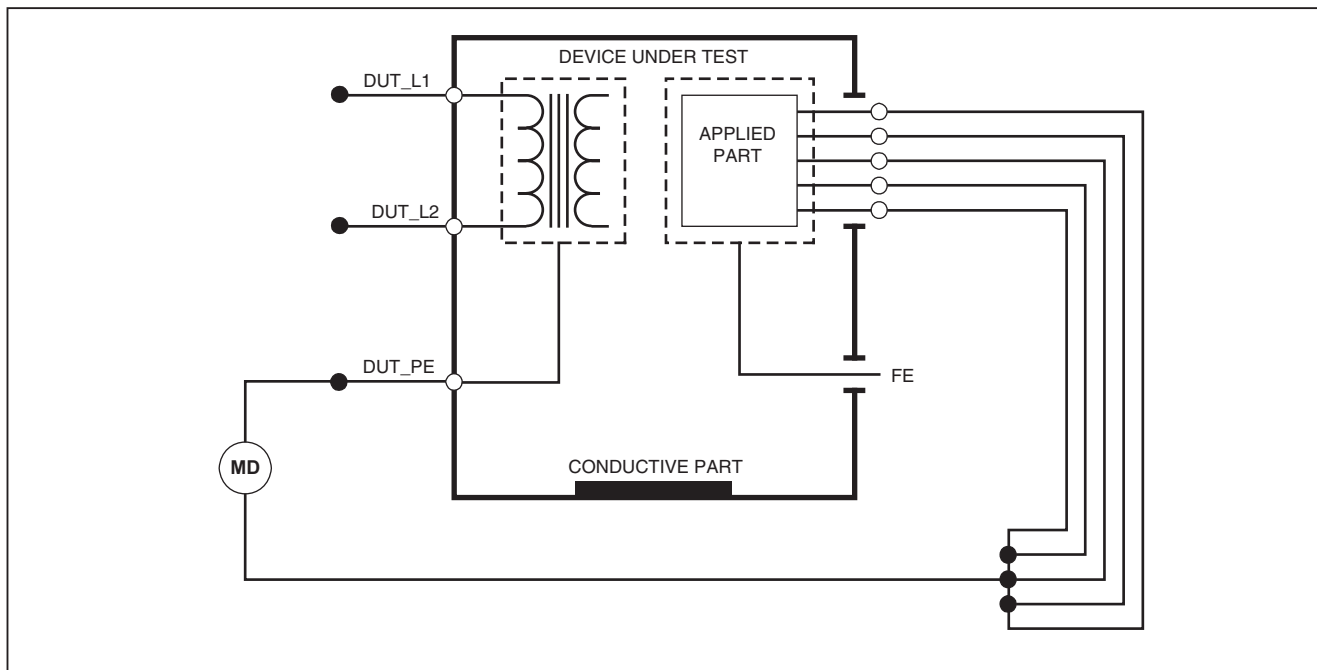 DEVICE UNDER TEST
DUT_L1
APPLIED
PART
DUT_L2
DUT_PE
FE
MD
CONDUCTIVE PART